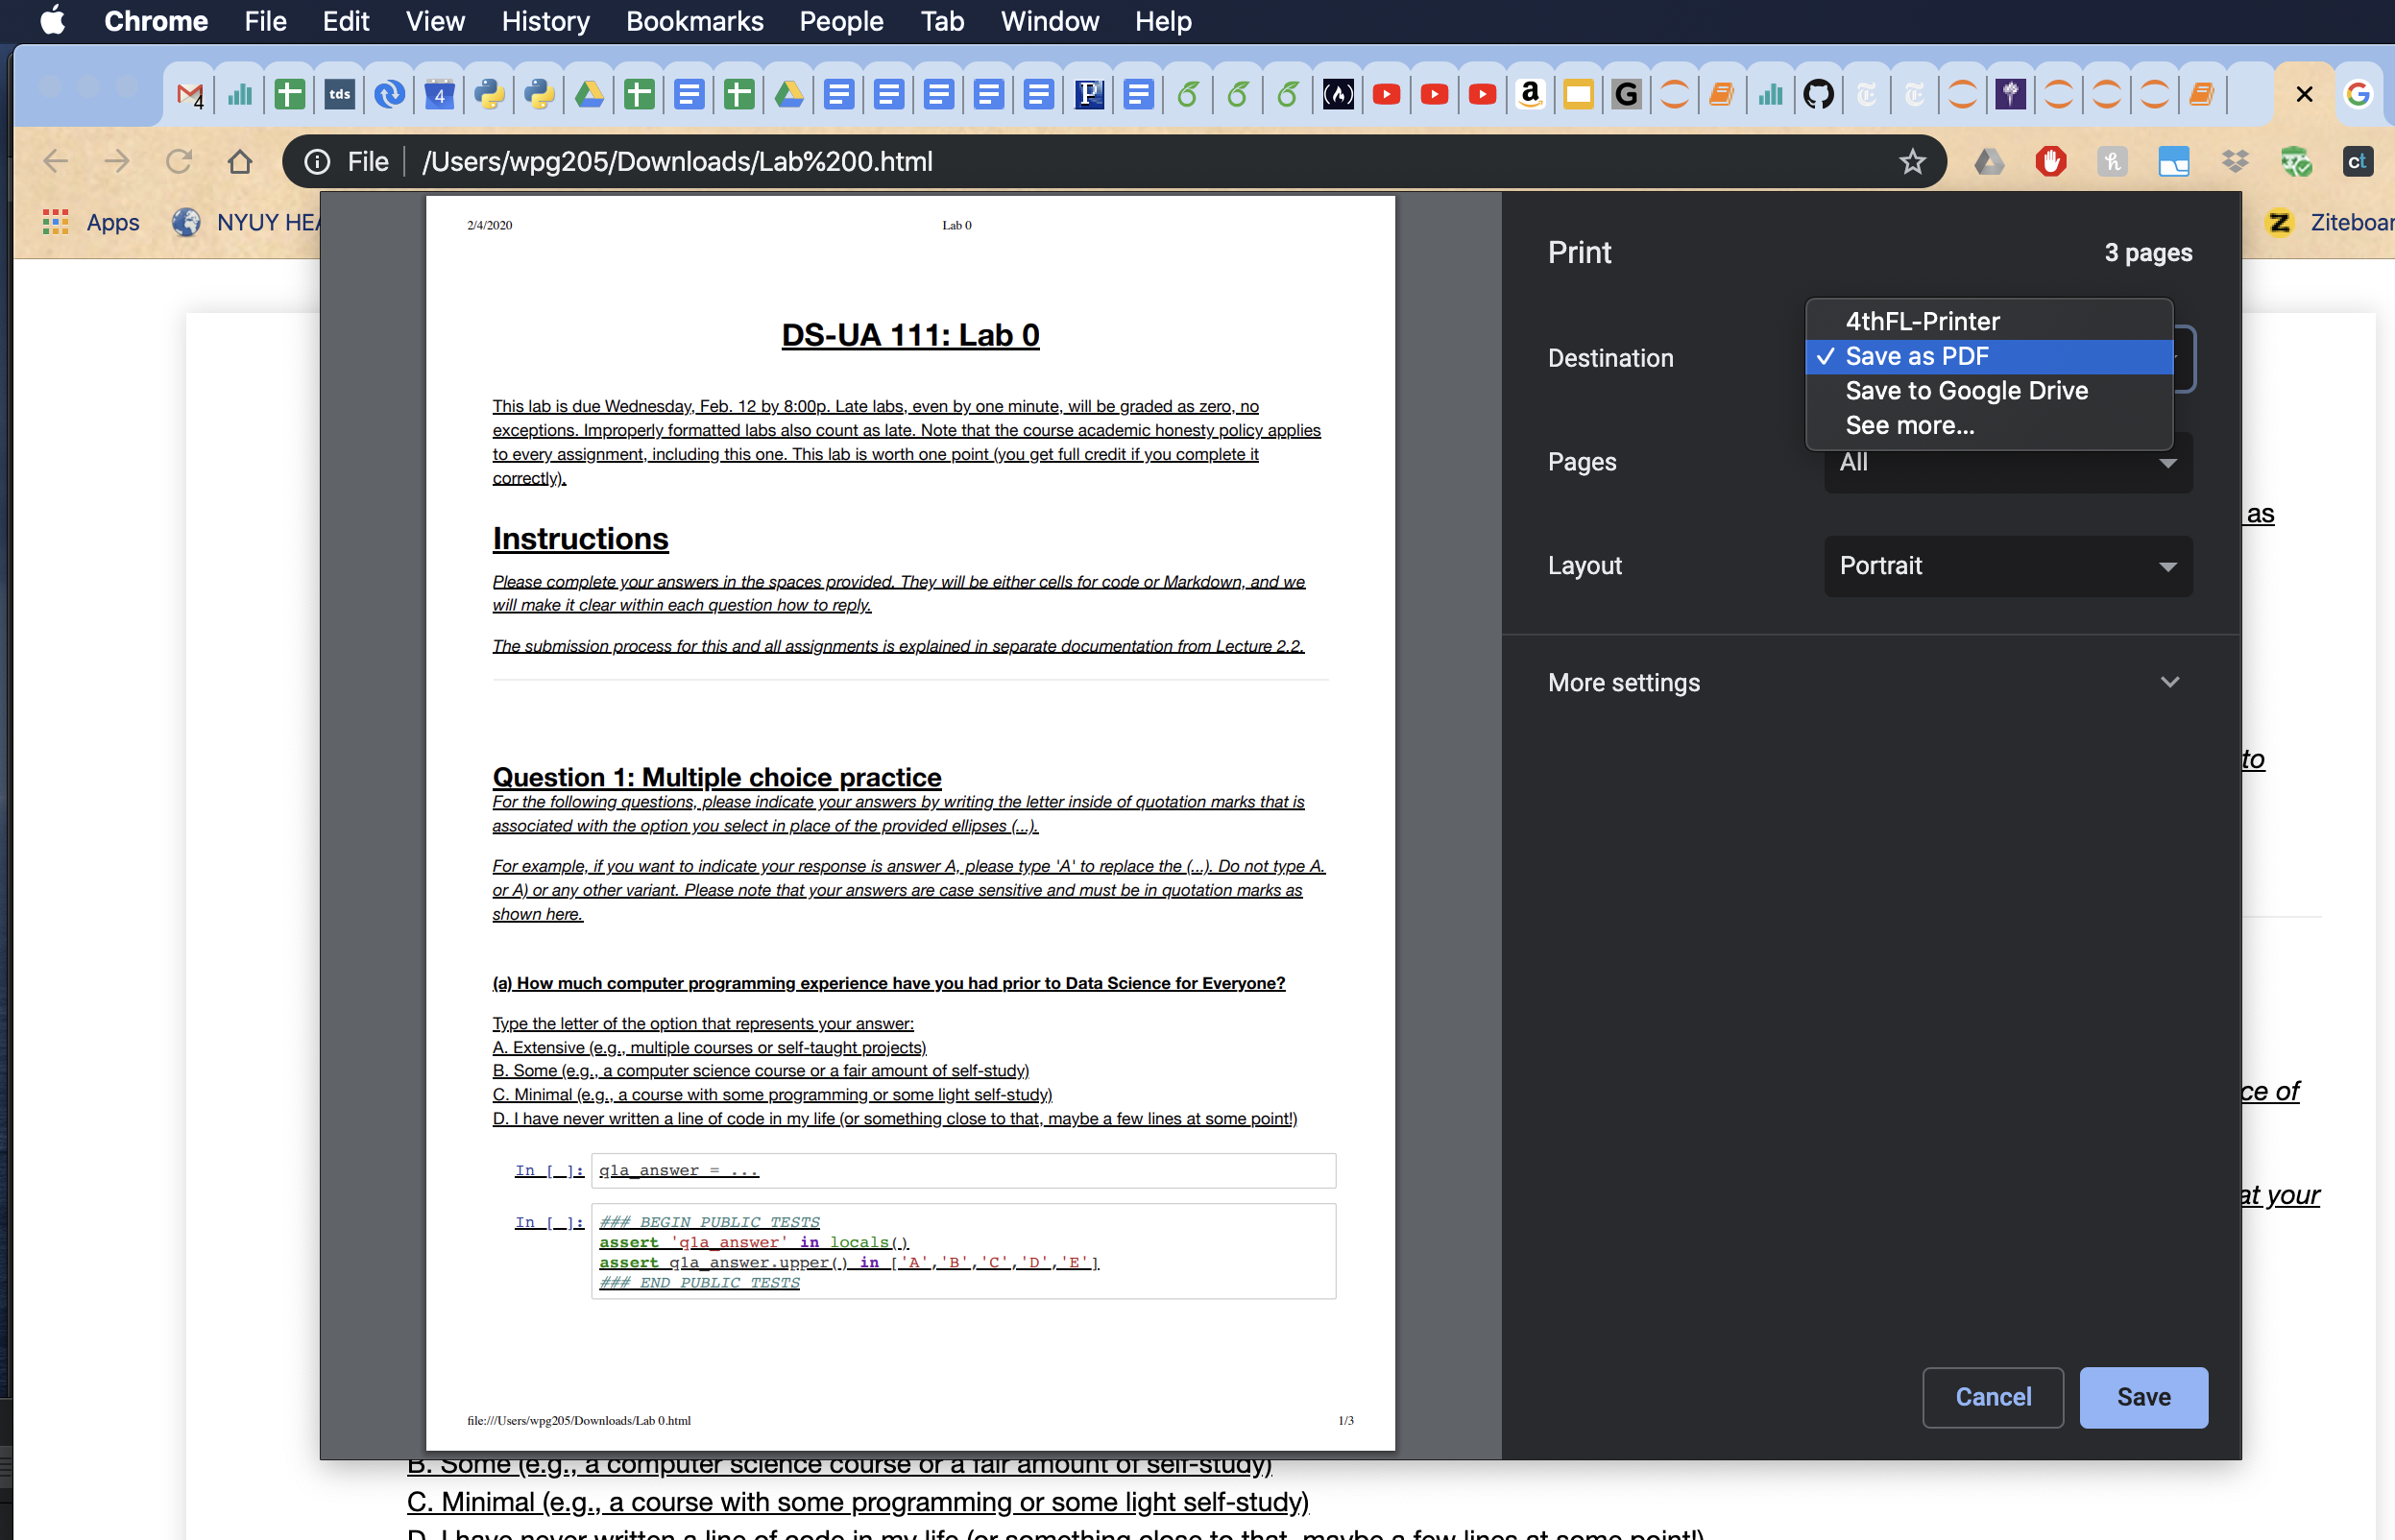 Chrome File Edit View History Bookmarks People Tab Window Help
4 tds 4 P a G
File /Users/wpg205/Downloads/Lab%200.html ct
Apps NYUY HEA Z Ziteboar
2/4/2020 Lab 0
DS-UA 111: Lab 0
This lab is due Wednesday, Feb. 12 by 8:00p. Late labs, even by one minute, will be graded as zero, no
exceptions. Improperly formatted labs also count as late. Note that the course academic honesty policy applies
to every assignment, including this one. This lab is worth one point (you get full credit if you complete it
correctly).
Instructions
Please complete your answers in the spaces provided. They will be either cells for code or Markdown, and we
will make it clear within each question how to reply.
The submission process for this and all assignments is explained in separate documentation from Lecture 2.2.
Question 1: Multiple choice practice
For the following questions, please indicate your answers by writing the letter inside of quotation marks that is
associated with the option you select in place of the provided ellipses (...).
For example, if you want to indicate your response is answer A, please type 'A' to replace the (...). Do not type A.
or A) or any other variant. Please note that your answers are case sensitive and must be in quotation marks as
shown here.
(a) How much computer programming experience have you had prior to Data Science for Everyone?
Type the letter of the option that represents your answer:
A. Extensive (e.g., multiple courses or self-taught projects)
B. Some (e.g., a computer science course or a fair amount of self-study)
C. Minimal (e.g., a course with some programming or some light self-study)
D. I have never written a line of code in my life (or something close to that, maybe a few lines at some point!)
In [ ]: q1a_answer = ...
In [ ]: ### BEGIN PUBLIC TESTS
assert 'q1a_answer' in locals()
assert q1a_answer.upper() in ['A','B','C','D','E']
### END PUBLIC TESTS
file:///Users/wpg205/Downloads/Lab 0.html 1/3
Print 3 pages
Destination
4thFL-Printer
✓ Save as PDF
Save to Google Drive
See more...
Pages All
Layout Portrait
More settings
Cancel Save
as
to
ce of
at your
B. Some (e.g., a computer science course or a fair amount of self-study)
C. Minimal (e.g., a course with some programming or some light self-study)
D. I have never written a line of code in my life (or something close to that, maybe a few lines at some point!)